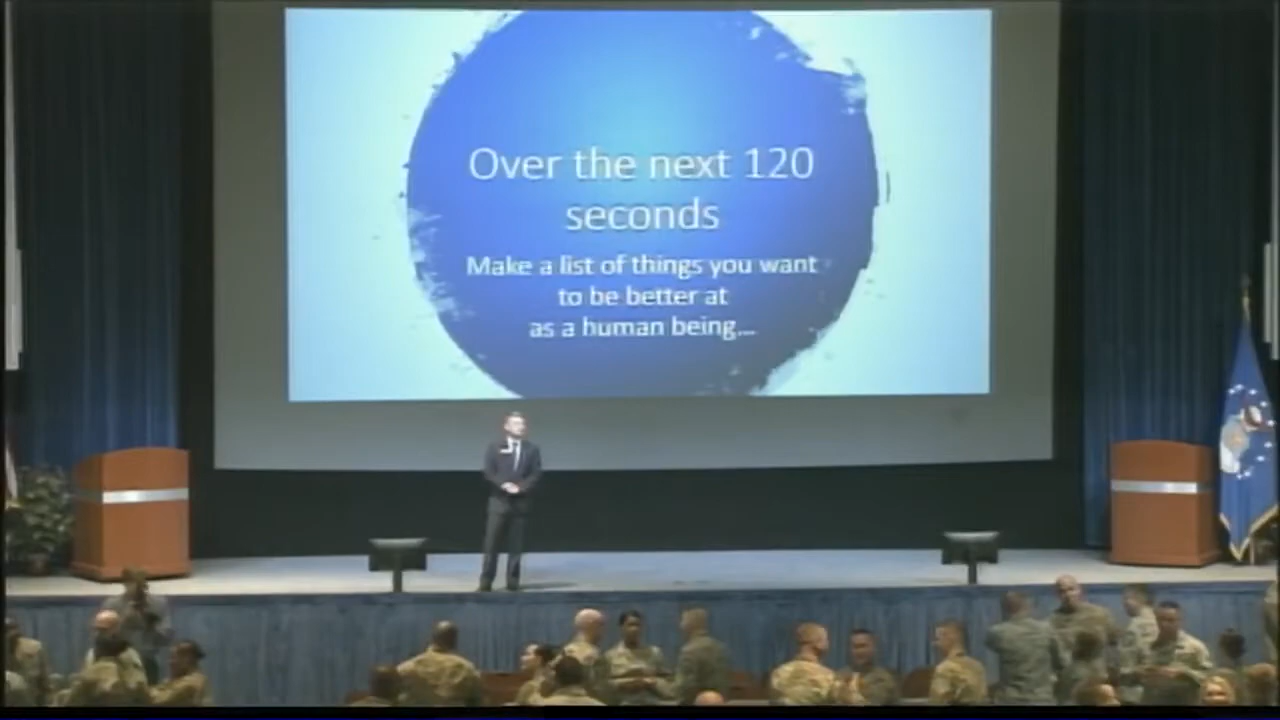 Over the next 120
seconds
Make a list of things you want
to be better at
as a human being...